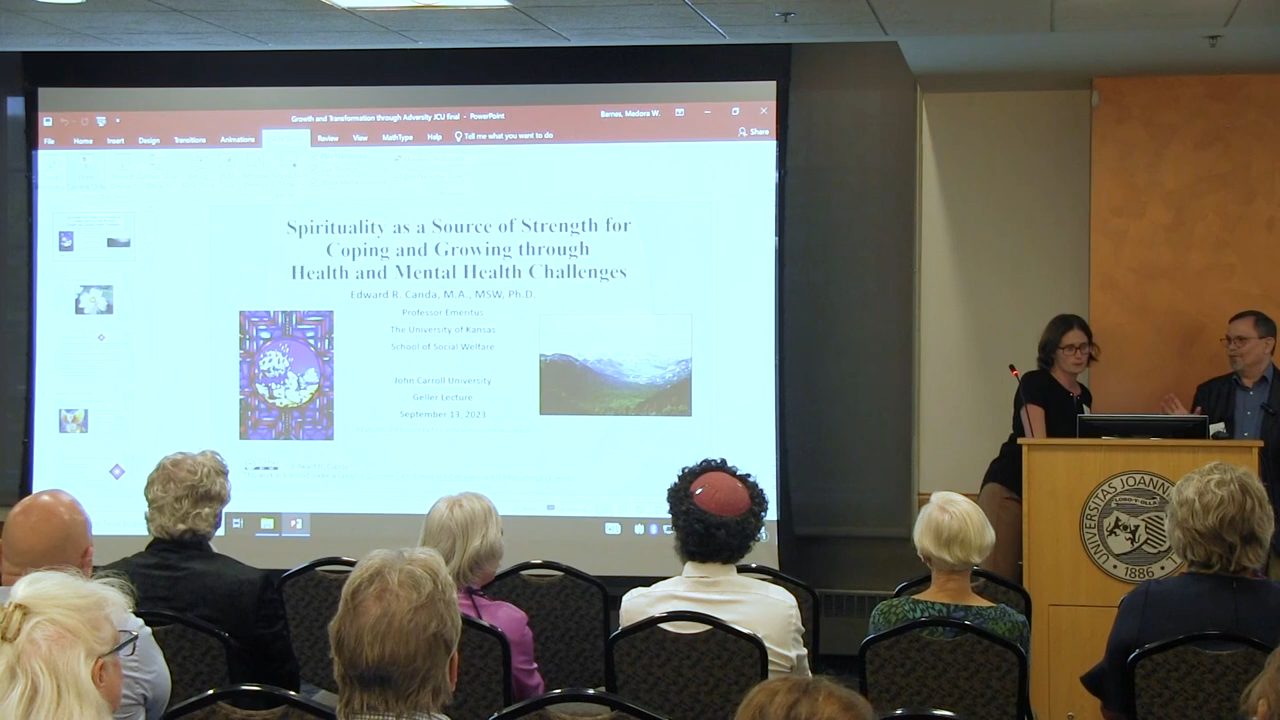 Growth and Transformation through Adversity JCU final - PowerPoint
Barnes, Madora W.
File Home Insert Design Transitions Animations Review View MathType Help Tell me what you want to do Share
Spirituality as a Source of Strength for
Coping and Growing through
Health and Mental Health Challenges
Edward R. Canda, M.A., MSW, Ph.D.
Professor Emeritus
The University of Kansas
School of Social Welfare
John Carroll University
Geller Lecture
September 13, 2023
UNIVERSITAS JOANN
1886